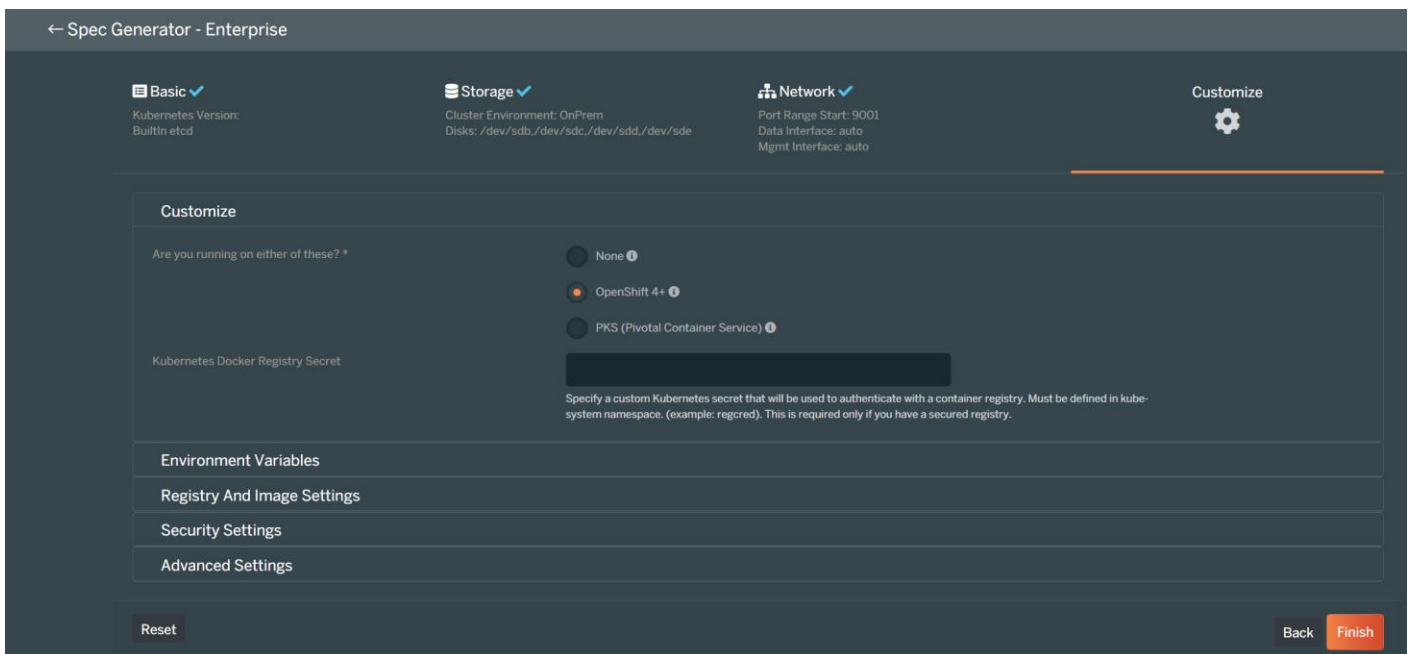 ← Spec Generator - Enterprise
Basic
Kubernetes Version:
BuiltIn etcd
Storage
Cluster Environment: OnPrem
Disks: /dev/sdb,/dev/sdc,/dev/sdd,/dev/sde
Network
Port Range Start: 9001
Data Interface: auto
Mgmt Interface: auto
Customize
Customize
Are you running on either of these? *
None
OpenShift 4+
PKS (Pivotal Container Service)
Kubernetes Docker Registry Secret
Specify a custom Kubernetes secret that will be used to authenticate with a container registry. Must be defined in kube-
system namespace. (example: regcred). This is required only if you have a secured registry.
Environment Variables
Registry And Image Settings
Security Settings
Advanced Settings
Reset
Back
Finish